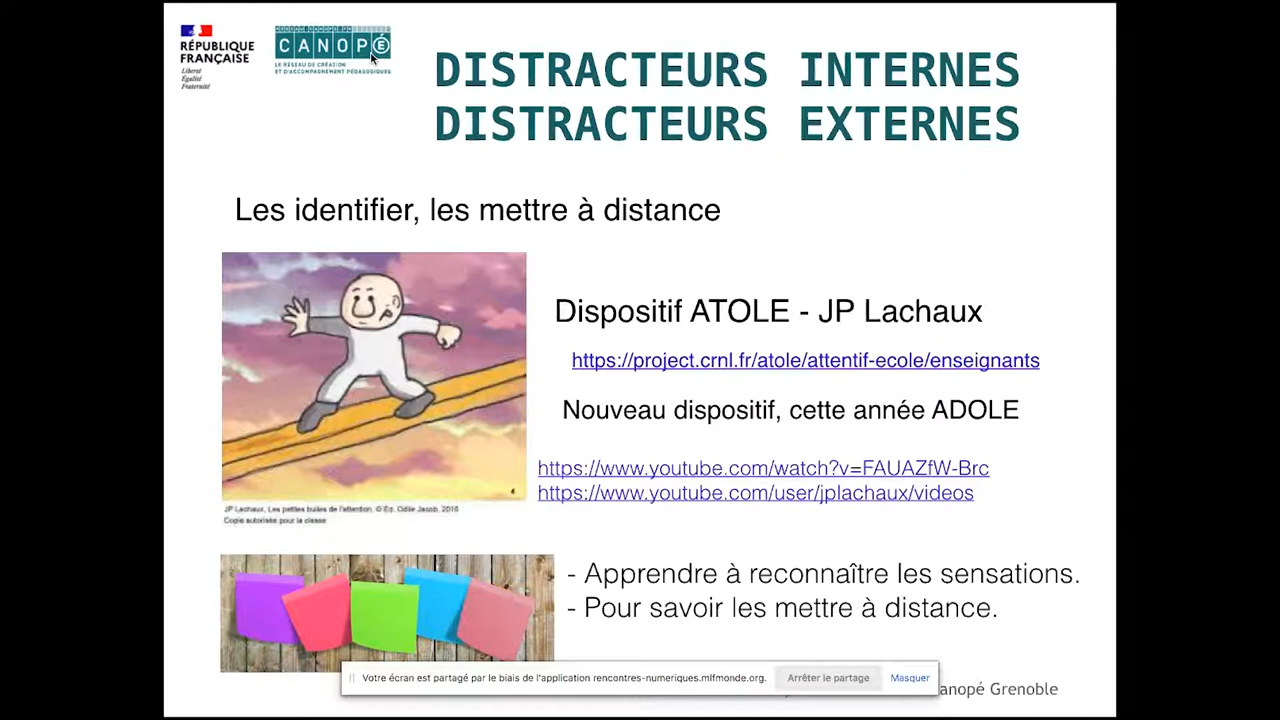 RÉPUBLIQUE
FRANÇAISE
Liberté
Égalité
Fraternité
CANOPÉ
LE RÉSEAU DE CRÉATION
ET D'ACCOMPAGNEMENT PÉDAGOGIQUES
DISTRACTEURS INTERNES
DISTRACTEURS EXTERNES
Les identifier, les mettre à distance
Dispositif ATOLE - JP Lachaux
https://project.crnl.fr/atole/attentif-ecole/enseignants
Nouveau dispositif, cette année ADOLE
https://www.youtube.com/watch?v=FAUAZfW-Brc
https://www.youtube.com/user/jplachaux/videos
4
JP Lachaux, Les petites bulles de l'attention, © Ed. Odile Jacob, 2016
Copie autorisée pour la classe
- Apprendre à reconnaître les sensations.
- Pour savoir les mettre à distance.
Votre écran est partagé par le biais de l'application rencontres-numeriques.mlfmonde.org.
Arrêter le partage
Masquer
anopé Grenoble